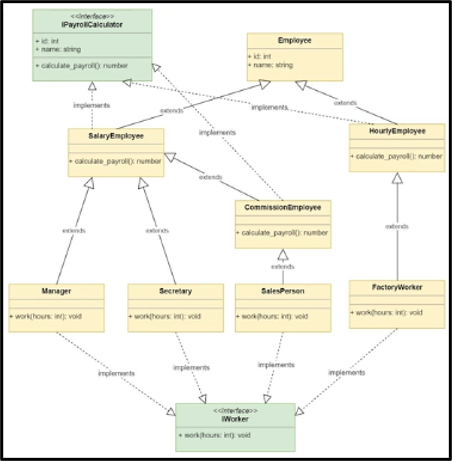 <<Interface>>
IPayrollCalculator
+ id: int
+ name: string
+ calculate_payroll(): number
Employee
+ id: int
+ name: string
implements
extends
implements
extends
implements
SalaryEmployee
+ calculate_payroll(): number
HourlyEmployee
+ calculate_payroll(): number
extends
CommissionEmployee
+ calculate_payroll(): number
extends
extends
extends
extends
Manager
+ work(hours: int): void
Secretary
+ work(hours: int): void
SalesPerson
+ work(hours: int): void
FactoryWorker
+ work(hours: int): void
implements
implements
implements
implements
<<Interface>>
IWorker
+ work(hours: int): void